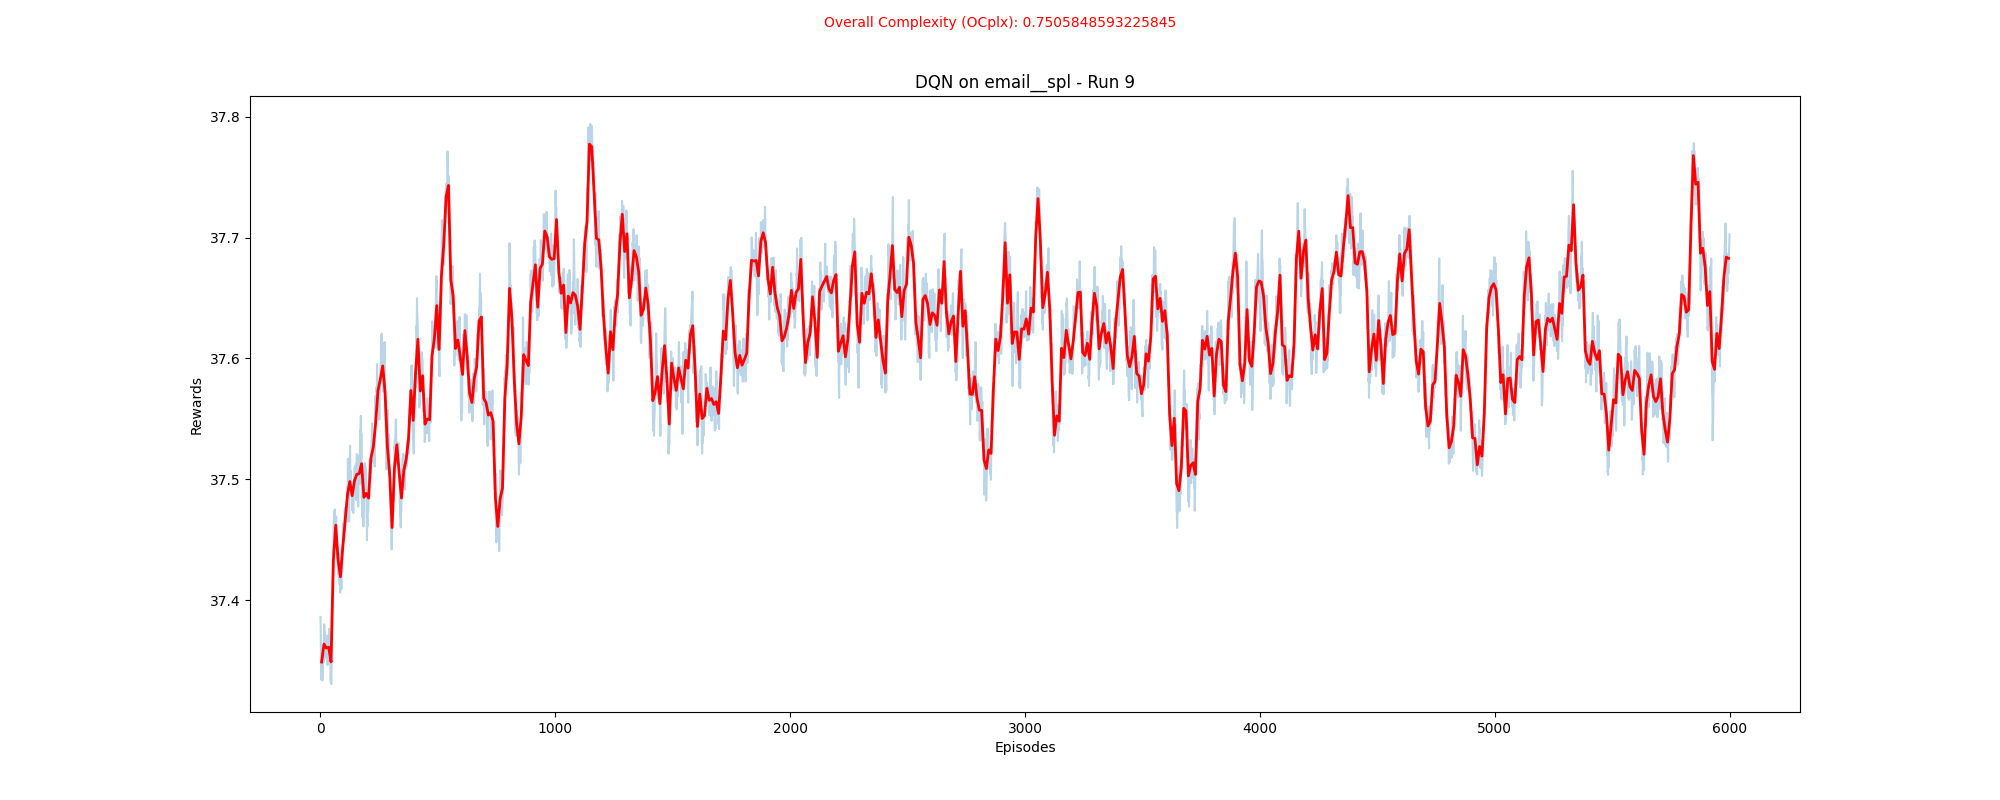 Overall Complexity (OCplx): 0.7505848593225845
DQN on email__spl - Run 9
37.8
37.7
37.6
37.5
37.4
Rewards
0 1000 2000 3000 4000 5000 6000
Episodes